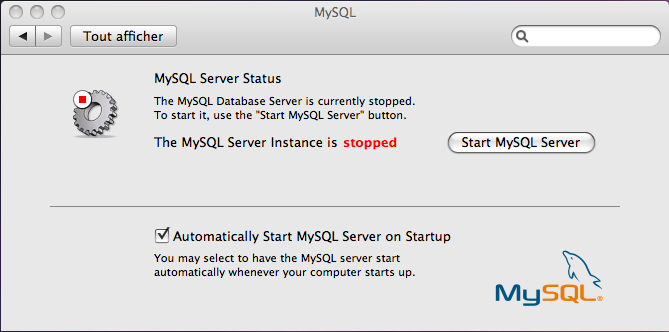 MySQL
Tout afficher
MySQL Server Status
The MySQL Database Server is currently stopped.
To start it, use the "Start MySQL Server" button.
The MySQL Server Instance is stopped
Start MySQL Server
Automatically Start MySQL Server on Startup
You may select to have the MySQL server start
automatically whenever your computer starts up.
MySQL®